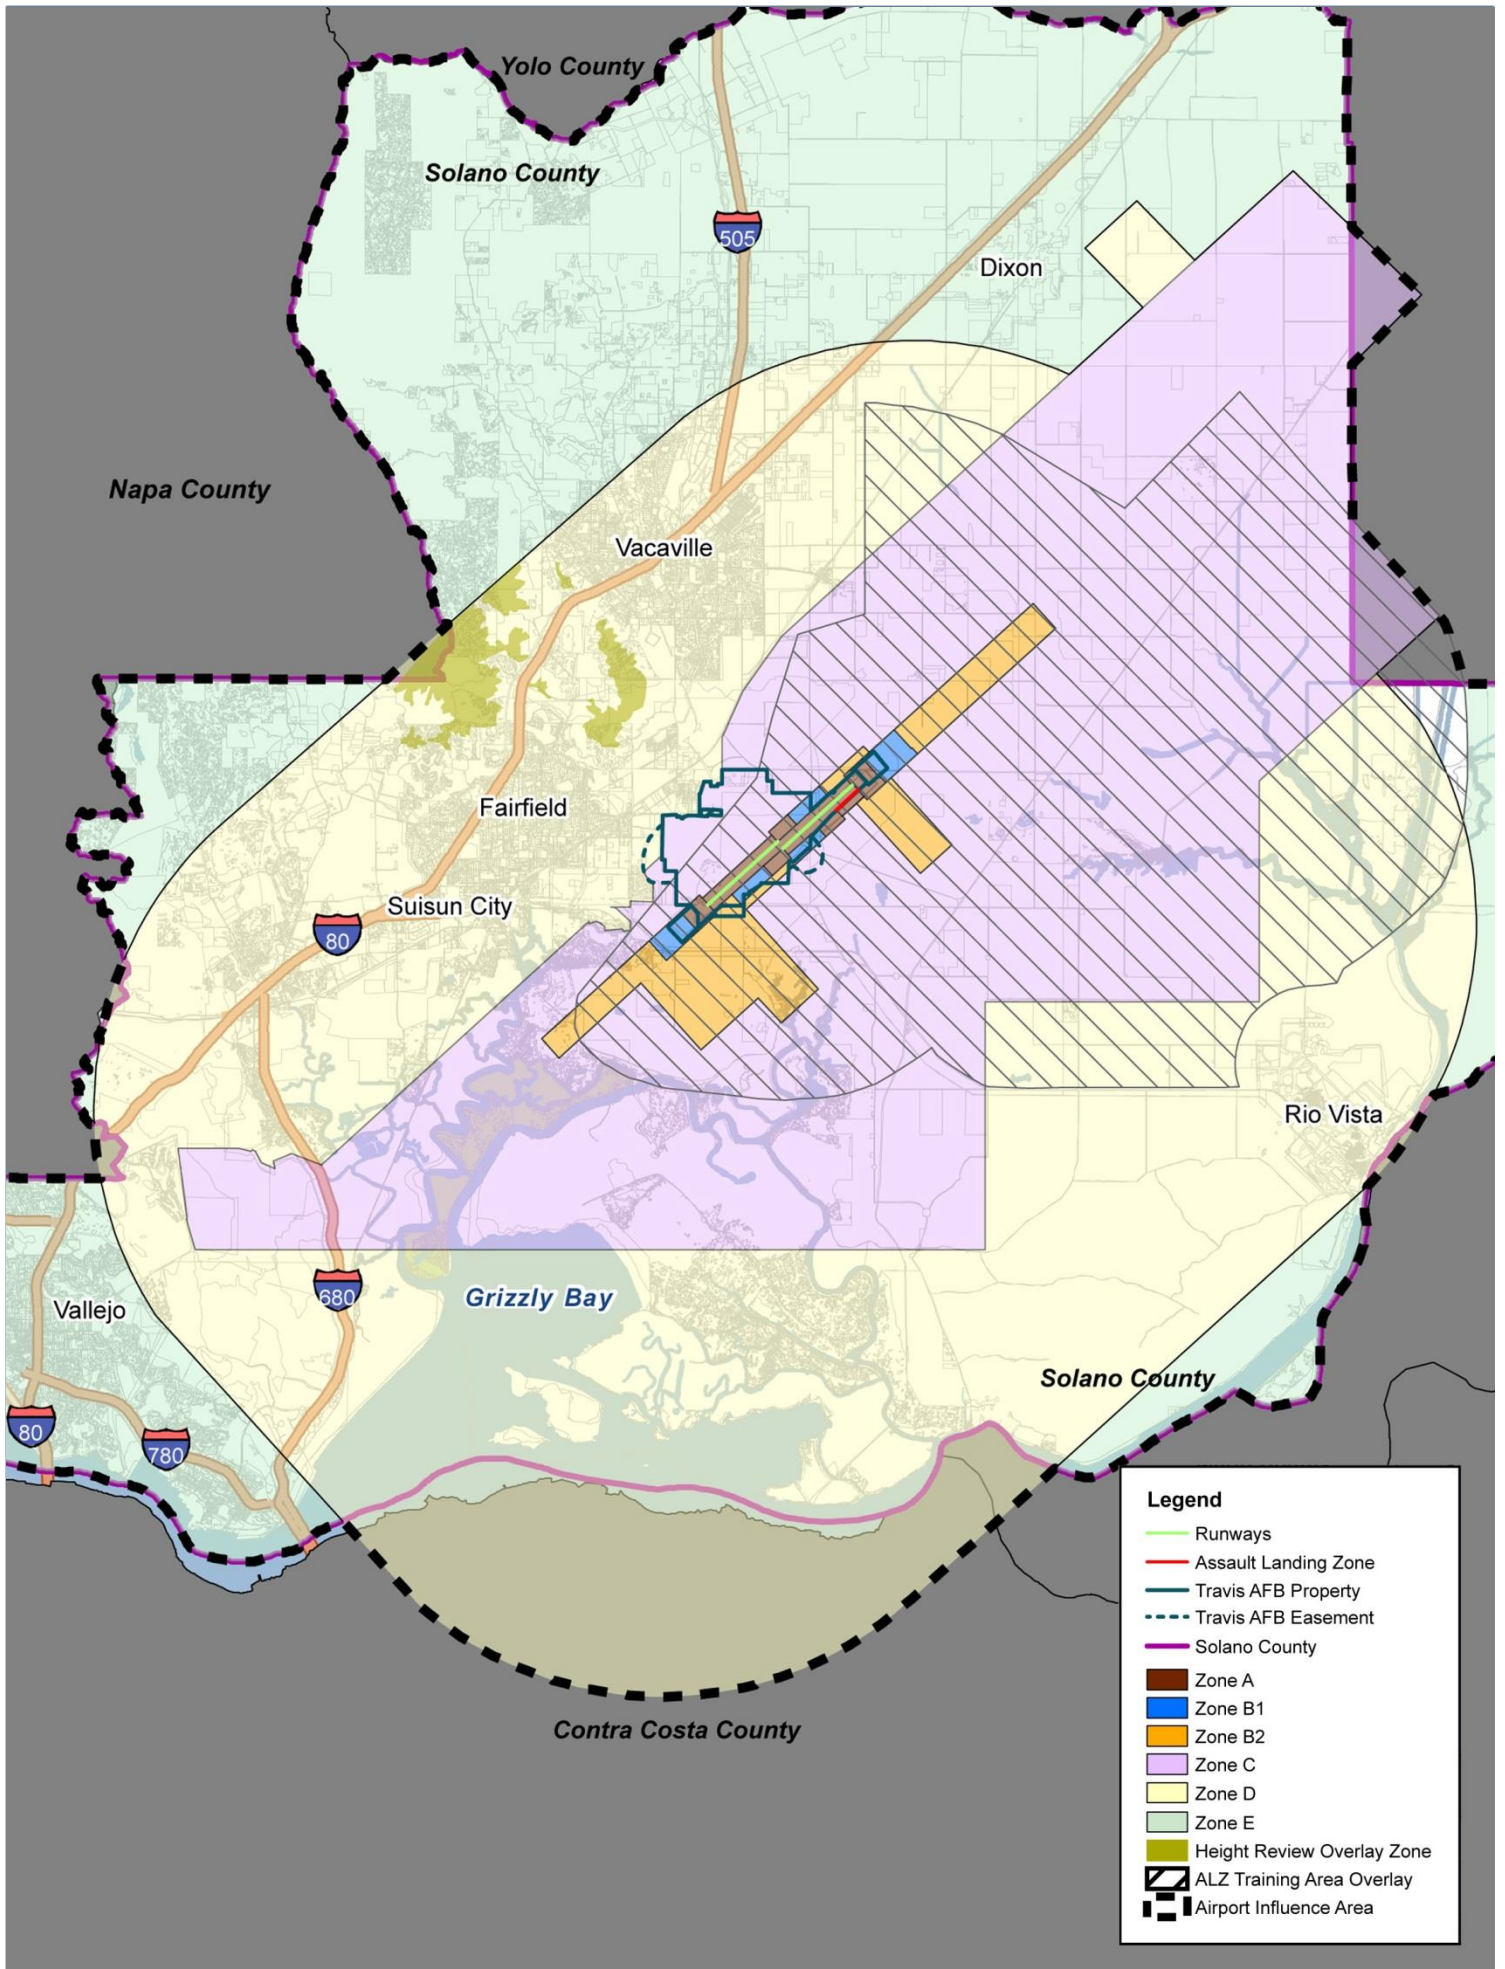 Yolo County
Solano County
505
Dixon
Napa County
Vacaville
Fairfield
Suisun City
80
Rio Vista
680
Vallejo
Grizzly Bay
Solano County
80
780
Contra Costa County
Legend
Runways
Assault Landing Zone
Travis AFB Property
Travis AFB Easement
Solano County
Zone A
Zone B1
Zone B2
Zone C
Zone D
Zone E
Height Review Overlay Zone
ALZ Training Area Overlay
Airport Influence Area